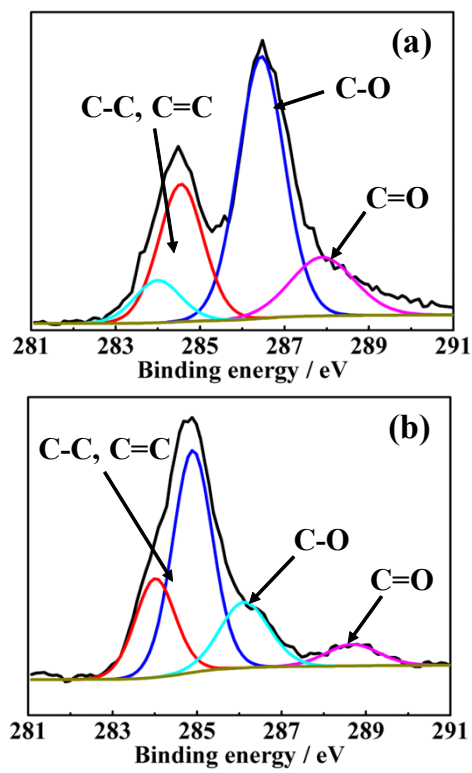 (a)
C-C, C=C
C-O
C=O
281 283 285 287 289 291
Binding energy / eV
(b)
C-C, C=C
C-O
C=O
281 283 285 287 289 291
Binding energy / eV